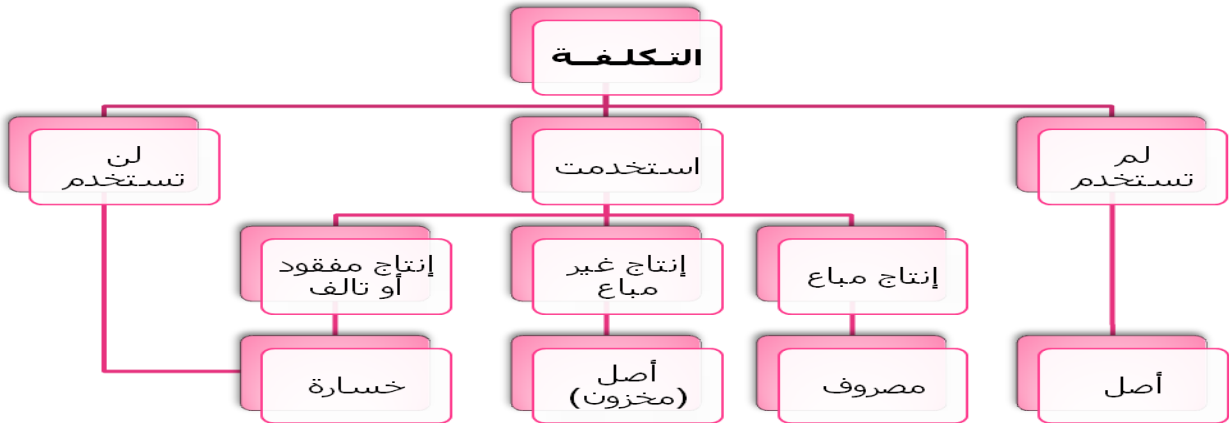 التـكلـفــة
لم
تستخدم
استخدمت
لن
تستخدم
إنتاج مباع
إنتاج غير
مباع
إنتاج مفقود
أو تالف
أصل
مصروف
أصل
(مخزون)
خسارة